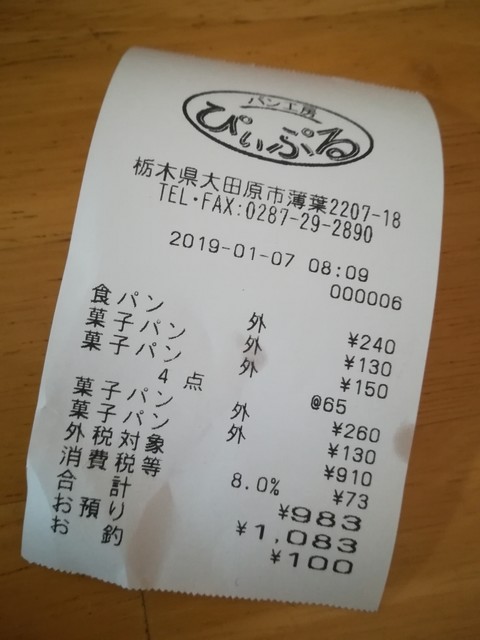 パン工房
ぴぃぷる
栃木県大田原市薄葉2207-18
TEL・FAX:0287-29-2890
2019-01-07 08:09
000006
食パン 外 ¥240
菓子パン 外 ¥130
菓子パン 外 ¥150
4点 @65
菓子パン 外 ¥260
菓子パン 外 ¥130
外税対象 ¥910
消費税等 8.0% ¥73
合計 ¥983
お預り ¥1,083
お釣 ¥100